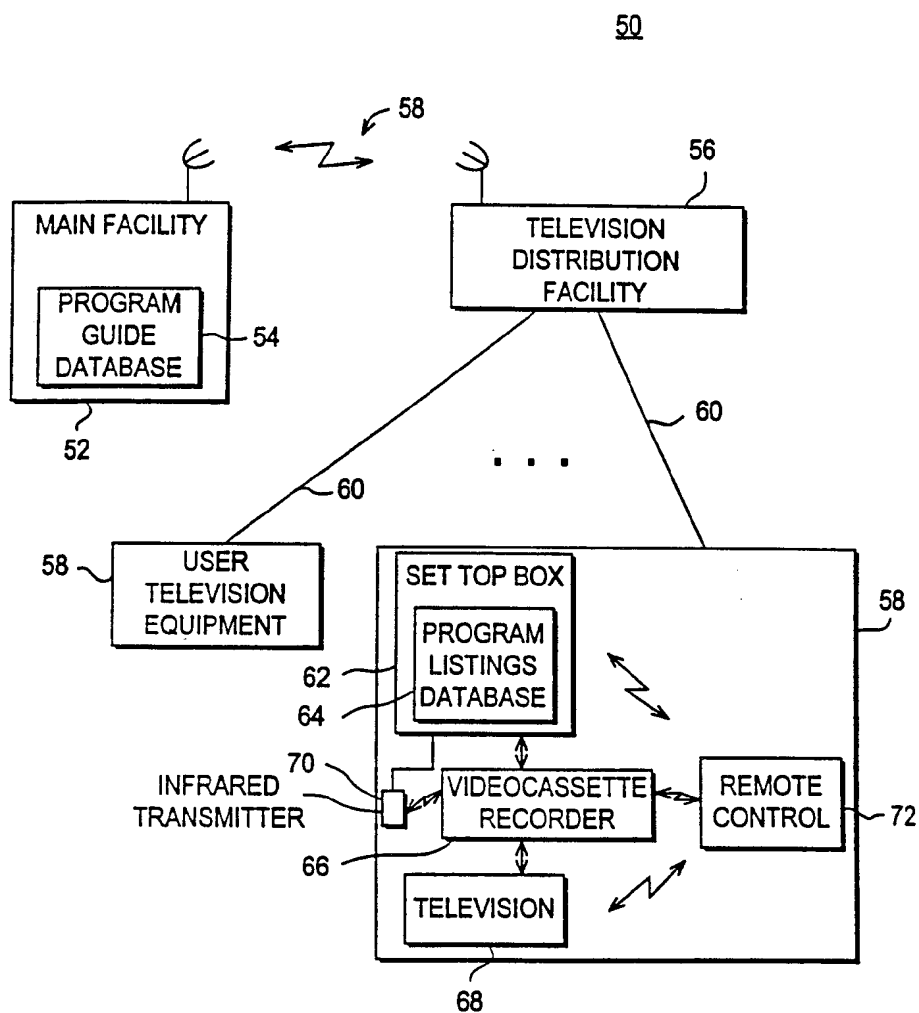 50
58
56
MAIN FACILITY
PROGRAM
GUIDE
DATABASE
54
52
TELEVISION
DISTRIBUTION
FACILITY
60
60
. . .
58
USER
TELEVISION
EQUIPMENT
58
SET TOP BOX
PROGRAM
LISTINGS
DATABASE
62
64
70
INFRARED
TRANSMITTER
VIDEOCASSETTE
RECORDER
66
REMOTE
CONTROL
72
TELEVISION
68